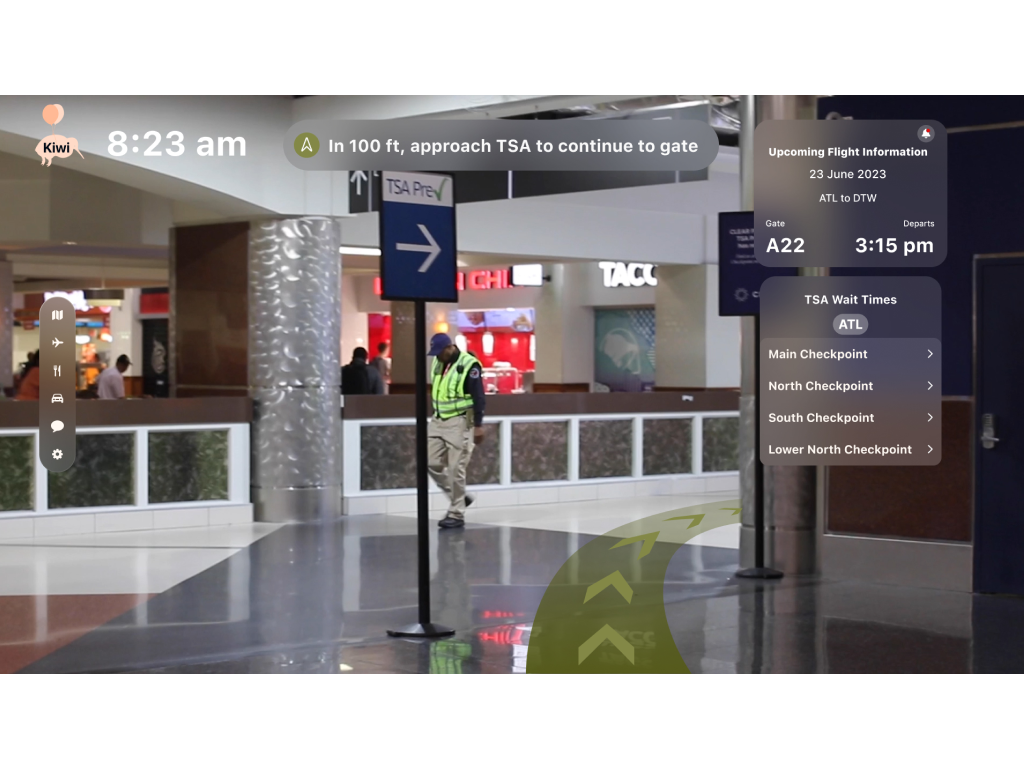 Kiwi
8:23 am
In 100 ft, approach TSA to continue to gate
Upcoming Flight Information
23 June 2023
ATL to DTW
Gate
Departs
A22
3:15 pm
TSA Wait Times
ATL
Main Checkpoint
North Checkpoint
South Checkpoint
Lower North Checkpoint
TSA Pre
CHI
TACO